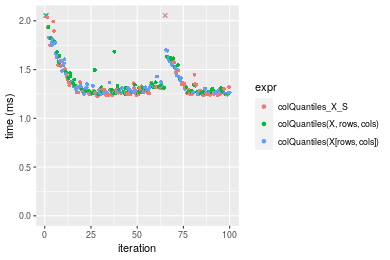 2.0
1.5
1.0
0.5
0.0
time (ms)
0
25
50
75
100
iteration
expr
colQuantiles_X_S
colQuantiles(X, rows, cols)
colQuantiles(X[rows, cols])